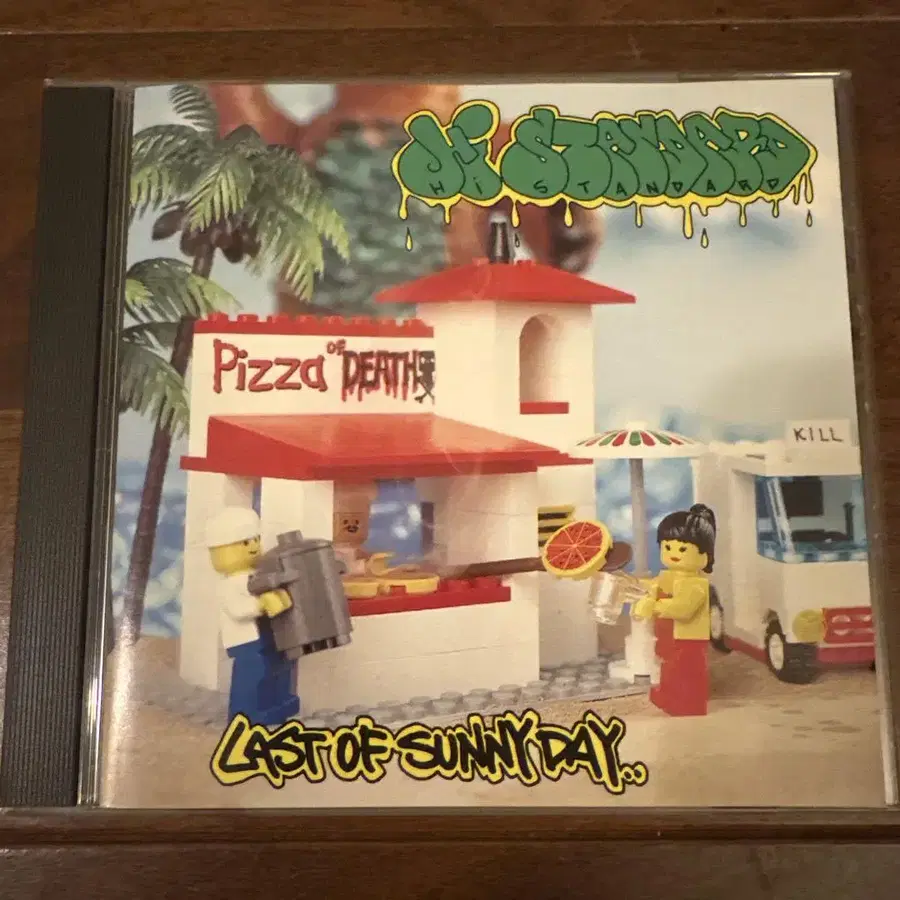 Hi STANDARD
HI STANDARD
Pizza OF DEATH
KILL
LAST OF SUNNY DAY..